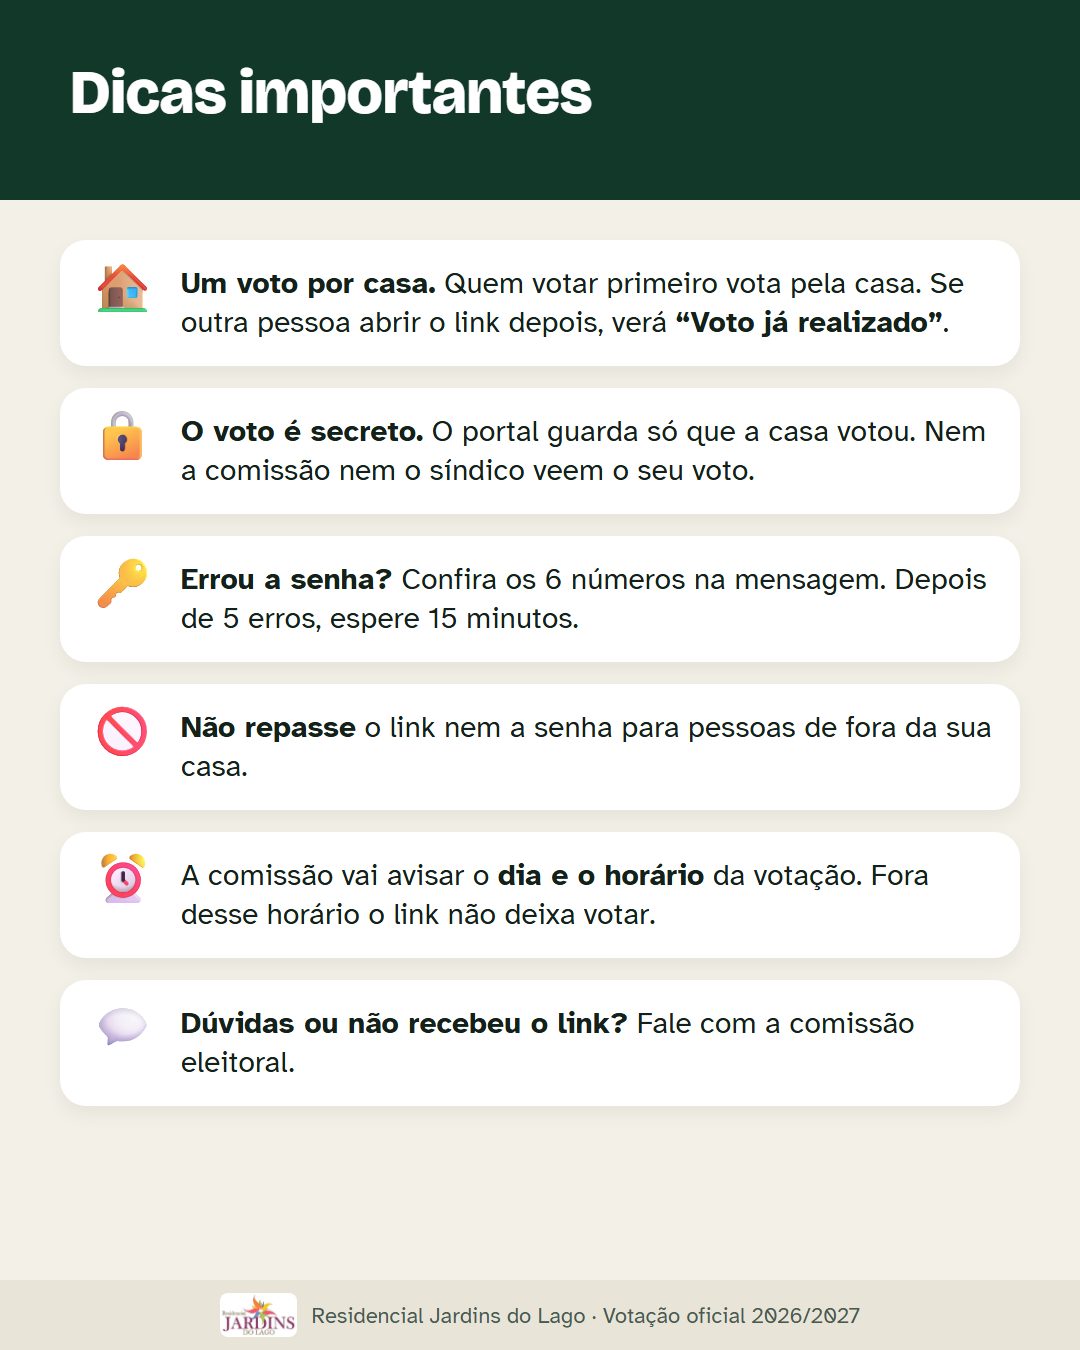 Dicas importantes
Um voto por casa. Quem votar primeiro vota pela casa. Se
outra pessoa abrir o link depois, verá “Voto já realizado”.
O voto é secreto. O portal guarda só que a casa votou. Nem
a comissão nem o síndico veem o seu voto.
Errou a senha? Confira os 6 números na mensagem. Depois
de 5 erros, espere 15 minutos.
Não repasse o link nem a senha para pessoas de fora da sua
casa.
A comissão vai avisar o dia e o horário da votação. Fora
desse horário o link não deixa votar.
Dúvidas ou não recebeu o link? Fale com a comissão
eleitoral.
Residencial
JARDINS
DO LAGO
Residencial Jardins do Lago · Votação oficial 2026/2027